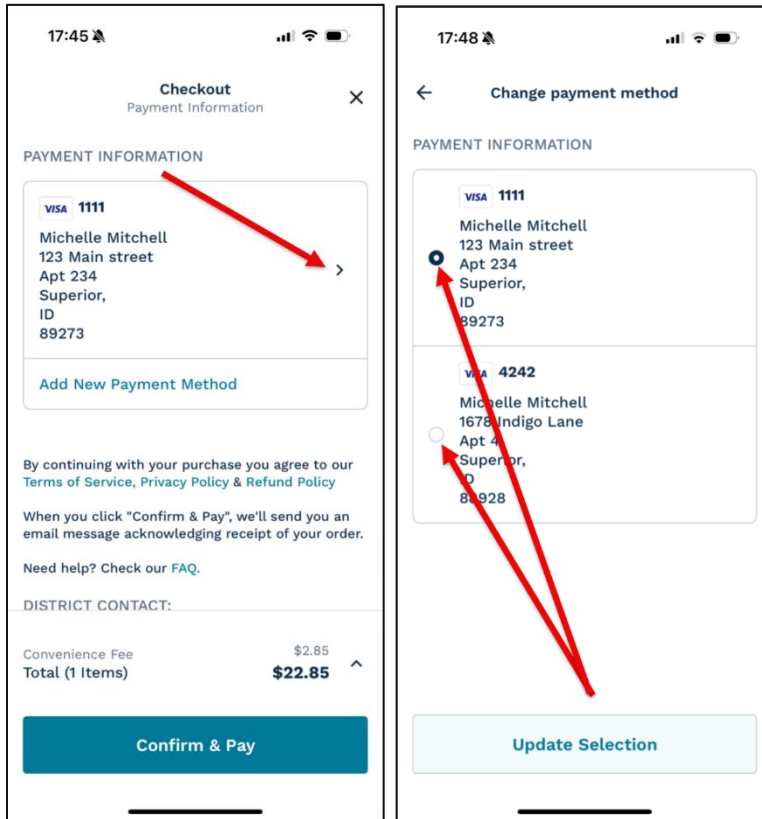 17:45
Checkout
Payment Information
PAYMENT INFORMATION
VISA 1111
Michelle Mitchell
123 Main street
Apt 234
Superior,
ID
89273
Add New Payment Method
By continuing with your purchase you agree to our
Terms of Service, Privacy Policy & Refund Policy
When you click "Confirm & Pay", we'll send you an
email message acknowledging receipt of your order.
Need help? Check our FAQ.
DISTRICT CONTACT:
Convenience Fee $2.85
Total (1 Items) $22.85
Confirm & Pay
17:48
Change payment method
PAYMENT INFORMATION
VISA 1111
Michelle Mitchell
123 Main street
Apt 234
Superior,
ID
89273
VISA 4242
Michelle Mitchell
1678 Indigo Lane
Apt 4
Superior,
ID
88928
Update Selection